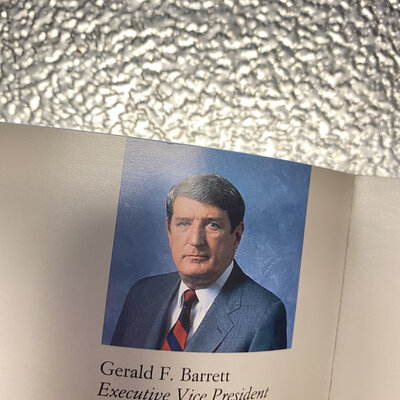 Gerald F. Barrett
Executive Vice President